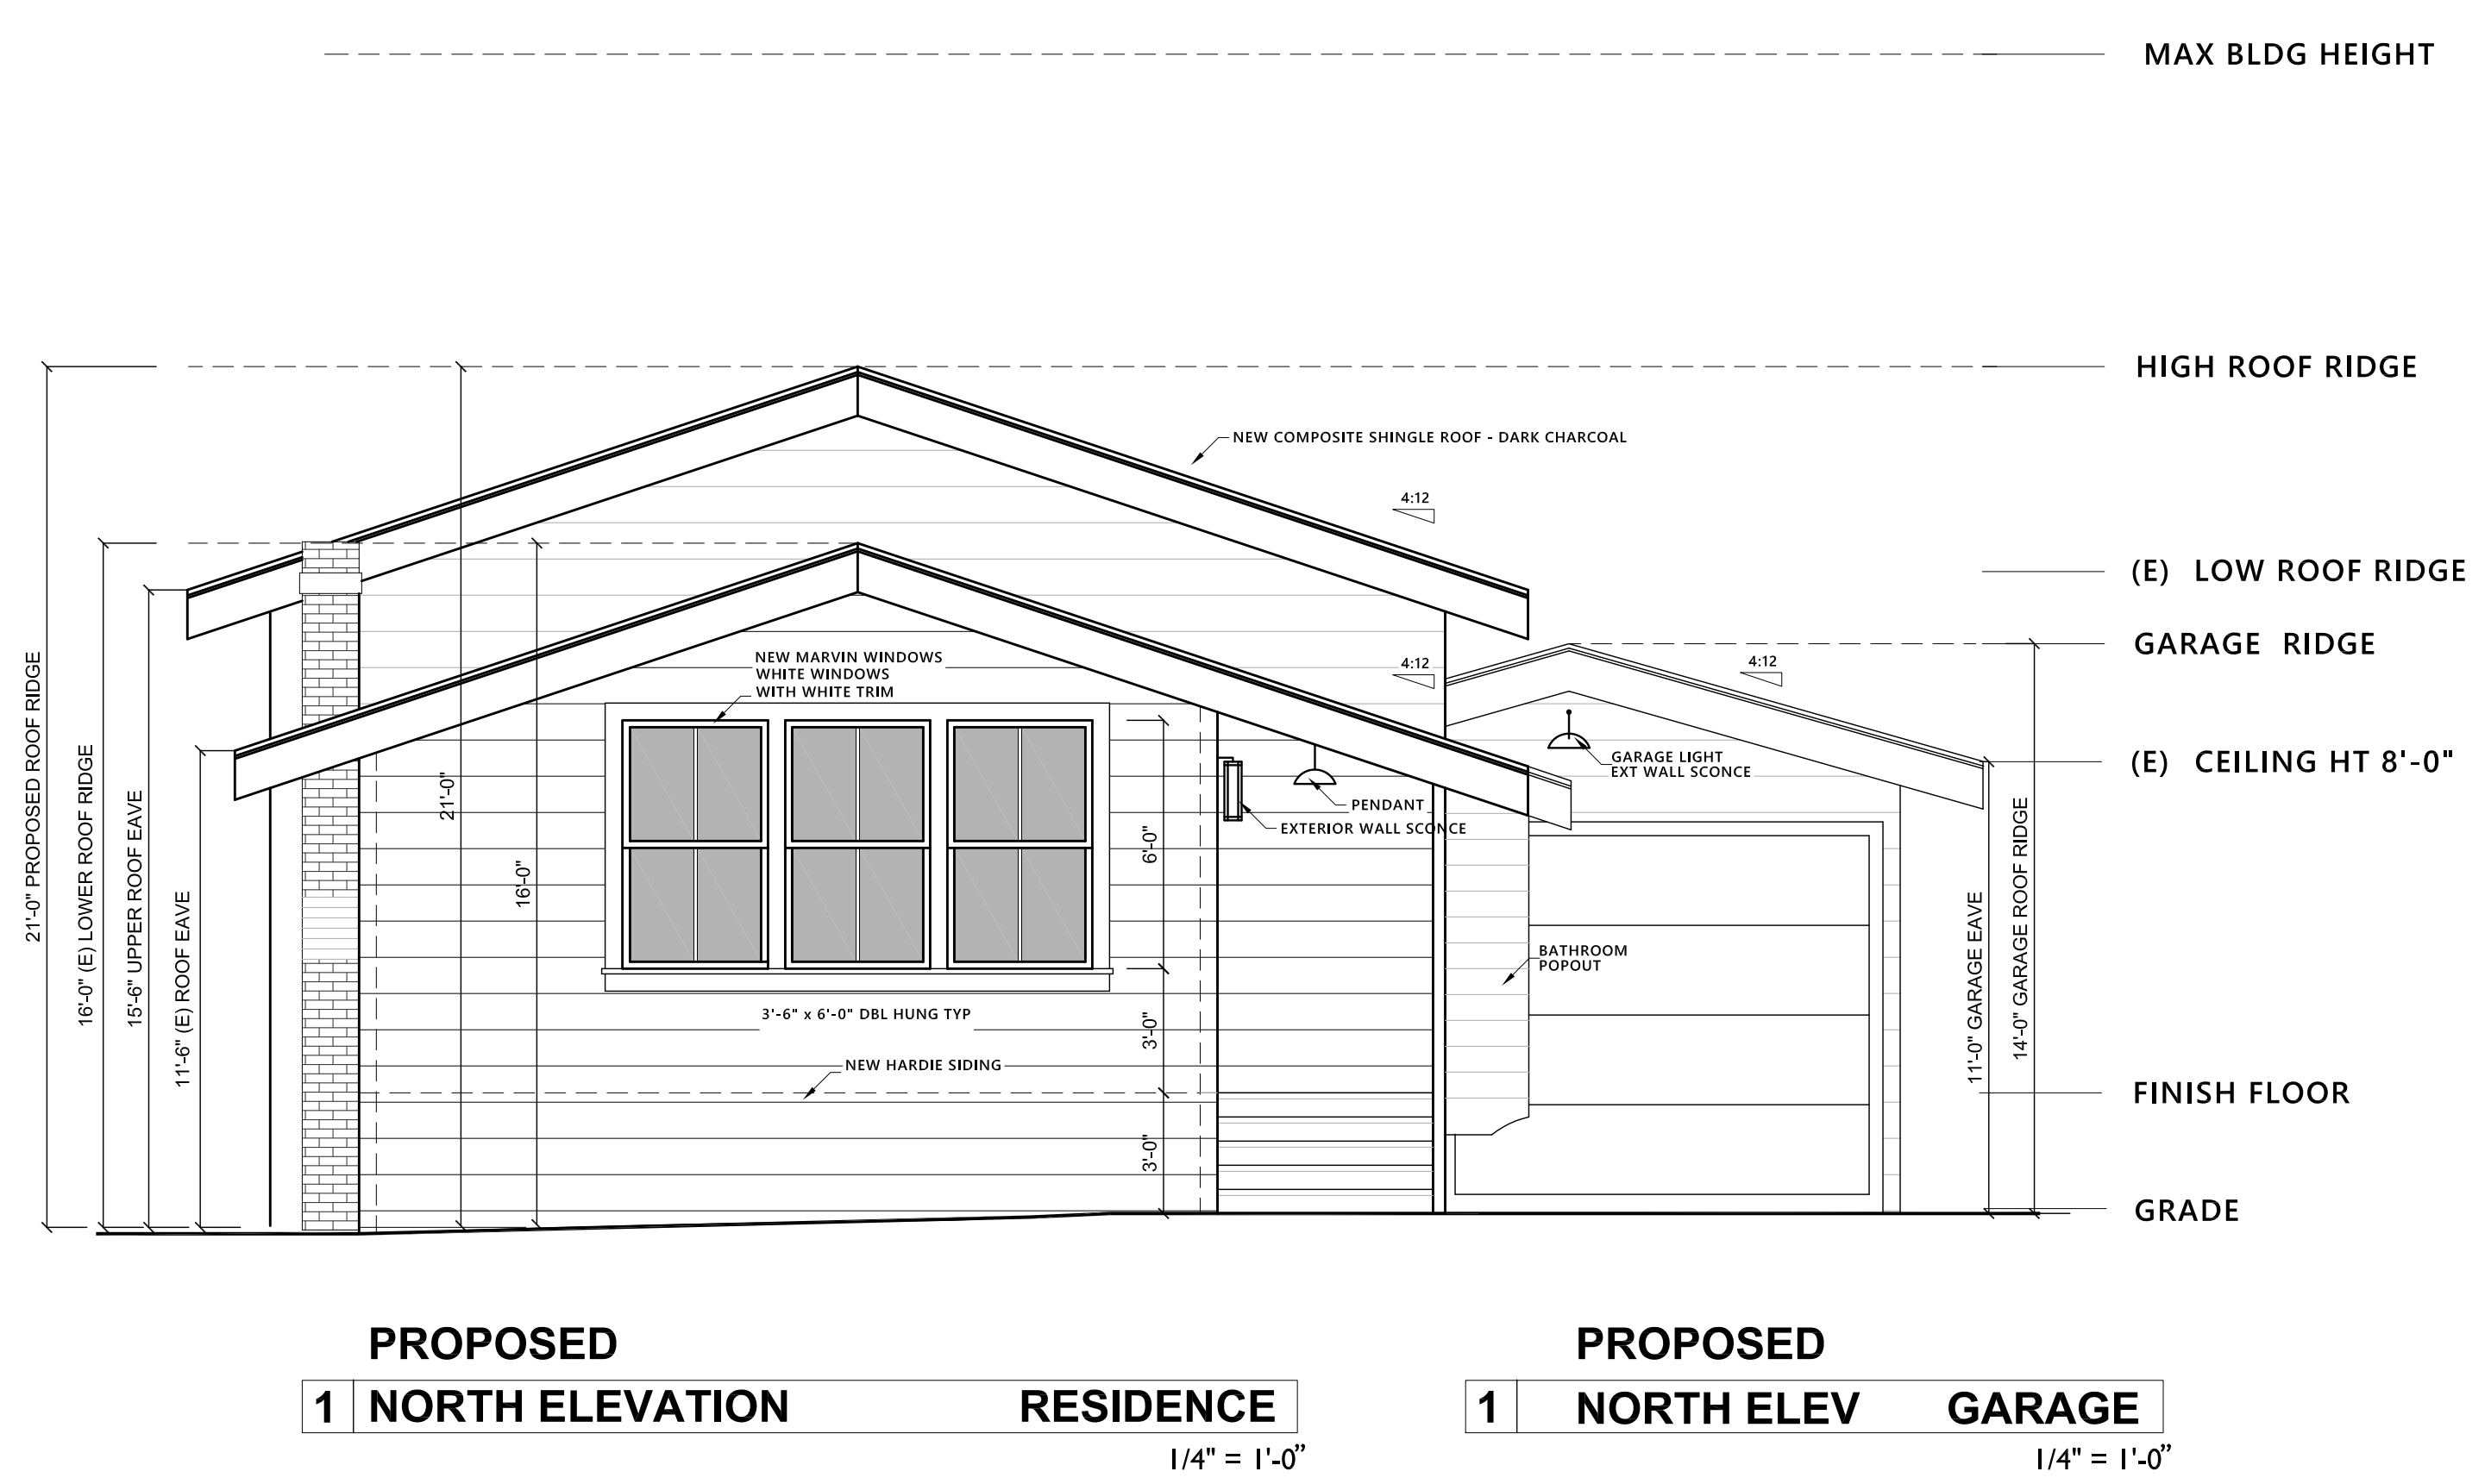 MAX BLDG HEIGHT
HIGH ROOF RIDGE
NEW COMPOSITE SHINGLE ROOF - DARK CHARCOAL
4:12
(E) LOW ROOF RIDGE
GARAGE RIDGE
4:12
4:12
NEW MARVIN WINDOWS
WHITE WINDOWS
WITH WHITE TRIM
GARAGE LIGHT
EXT WALL SCONCE
(E) CEILING HT 8'-0"
PENDANT
EXTERIOR WALL SCONCE
21'-0" PROPOSED ROOF RIDGE
16'-0" (E) LOWER ROOF RIDGE
15'-6" UPPER ROOF EAVE
11'-6" (E) ROOF EAVE
21'-0"
16'-0"
6'-0"
3'-0"
3'-0"
BATHROOM
POPOUT
11'-0" GARAGE EAVE
14'-0" GARAGE ROOF RIDGE
3'-6" x 6'-0" DBL HUNG TYP
NEW HARDIE SIDING
FINISH FLOOR
GRADE
PROPOSED
1 NORTH ELEVATION RESIDENCE
1/4" = 1'-0"
PROPOSED
1 NORTH ELEV GARAGE
1/4" = 1'-0"